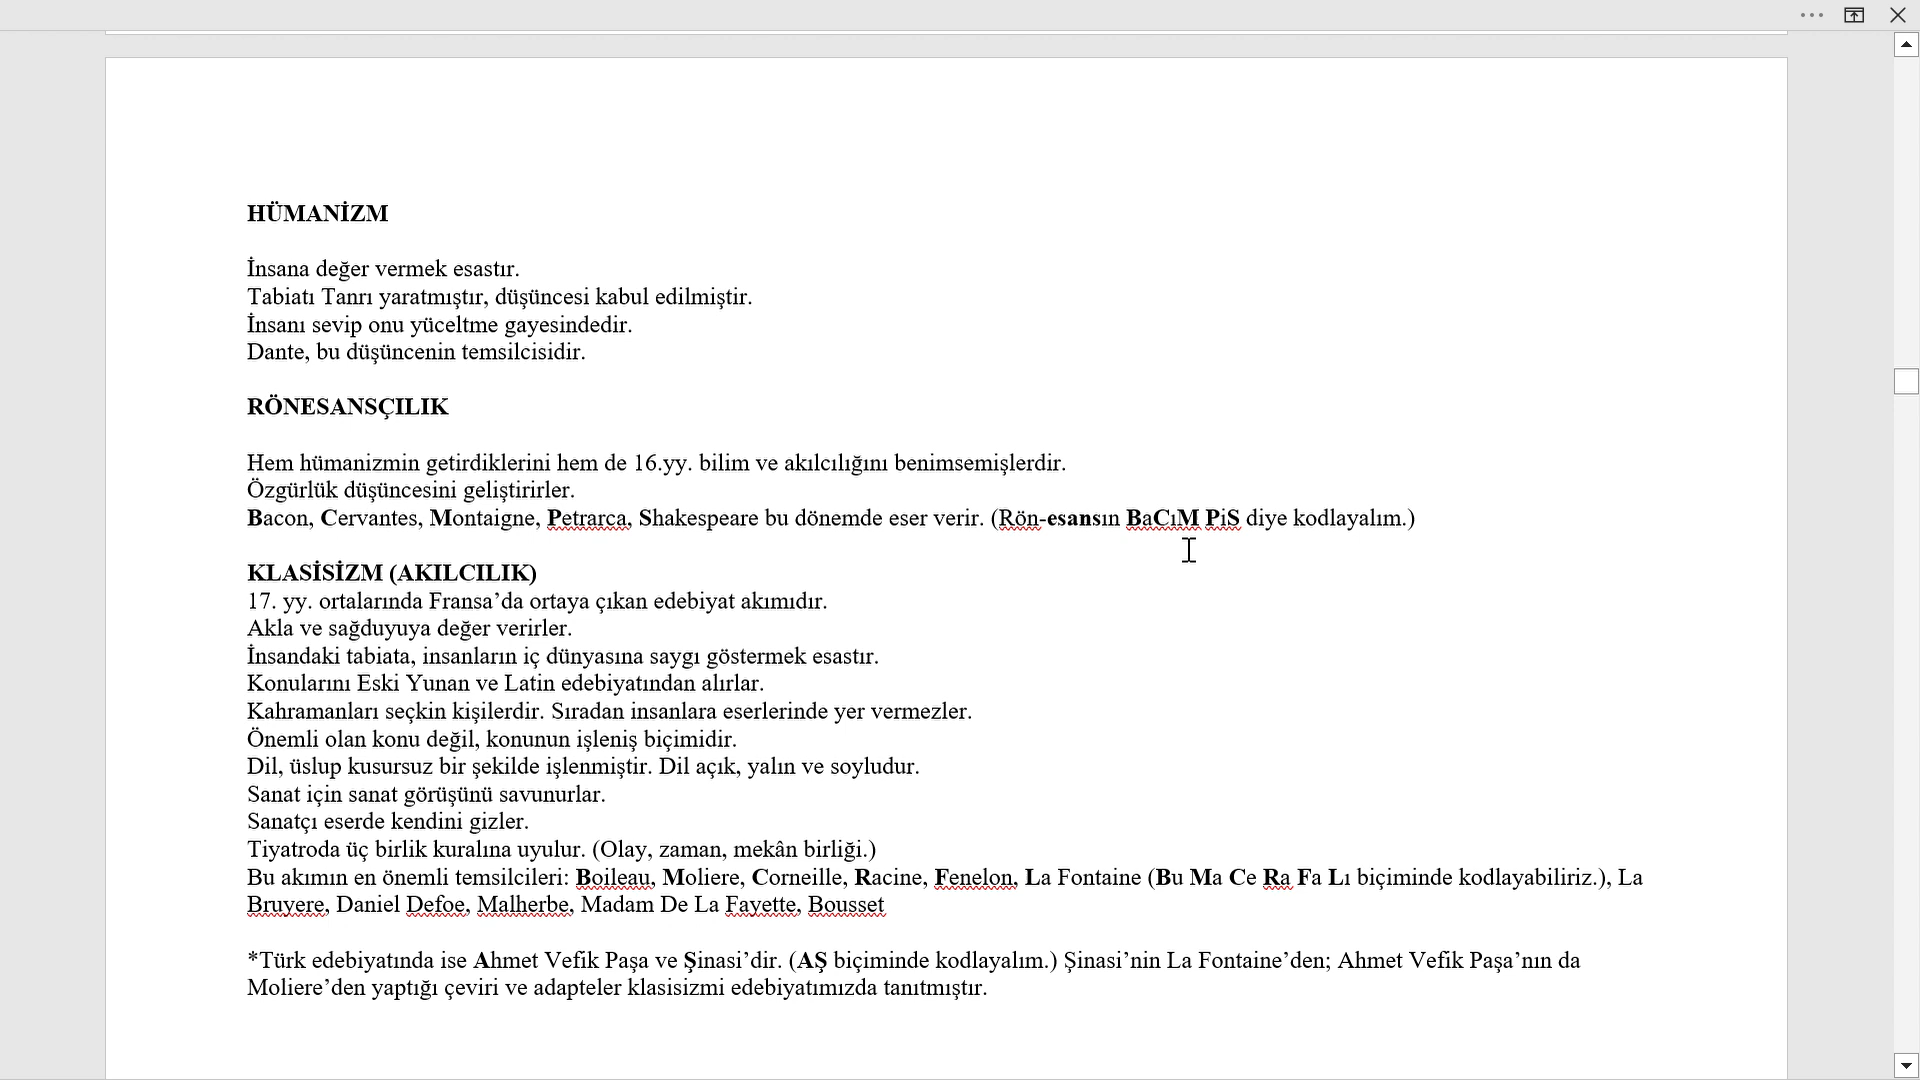 HÜMANİZM
İnsana değer vermek esastır.
Tabiatı Tanrı yaratmıştır, düşüncesi kabul edilmiştir.
İnsanı sevip onu yüceltme gayesindedir.
Dante, bu düşüncenin temsilcisidir.
RÖNESANSÇILIK
Hem hümanizmin getirdiklerini hem de 16.yy. bilim ve akılcılığını benimsemişlerdir.
Özgürlük düşüncesini geliştirirler.
Bacon, Cervantes, Montaigne, Petrarca, Shakespeare bu dönemde eser verir. (Rön-esansın BaCıM PiS diye kodlayalım.)
KLASİSİZM (AKILCILIK)
17. yy. ortalarında Fransa’da ortaya çıkan edebiyat akımıdır.
Akla ve sağduyuya değer verirler.
İnsandaki tabiata, insanların iç dünyasına saygı göstermek esastır.
Konularını Eski Yunan ve Latin edebiyatından alırlar.
Kahramanları seçkin kişilerdir. Sıradan insanlara eserlerinde yer vermezler.
Önemli olan konu değil, konunun işleniş biçimidir.
Dil, üslup kusursuz bir şekilde işlenmiştir. Dil açık, yalın ve soyludur.
Sanat için sanat görüşünü savunurlar.
Sanatçı eserde kendini gizler.
Tiyatroda üç birlik kuralına uyulur. (Olay, zaman, mekân birliği.)
Bu akımın en önemli temsilcileri: Boileau, Moliere, Corneille, Racine, Fenelon, La Fontaine (Bu Ma Ce Ra Fa Lı biçiminde kodlayabiliriz.), La
Bruyere, Daniel Defoe, Malherbe, Madam De La Fayette, Bousset
*Türk edebiyatında ise Ahmet Vefik Paşa ve Şinasi’dir. (AŞ biçiminde kodlayalım.) Şinasi’nin La Fontaine’den; Ahmet Vefik Paşa’nın da
Moliere’den yaptığı çeviri ve adapteler klasisizmi edebiyatımızda tanıtmıştır.